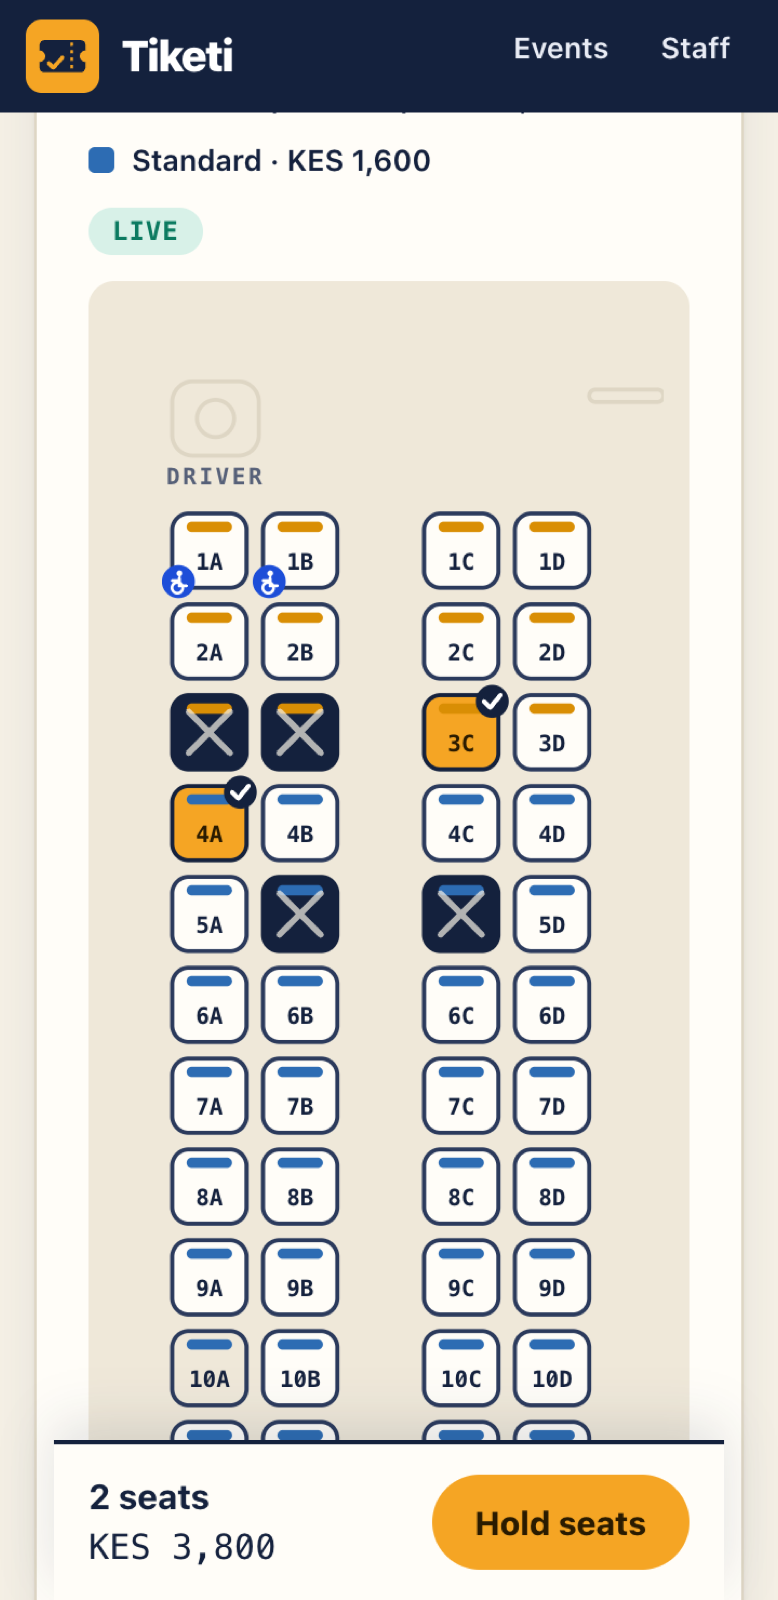 Tiketi
Events Staff
Standard · KES 1,600
LIVE
DRIVER
1A 1B 1C 1D
2A 2B 2C 2D
3C 3D
4A 4B 4C 4D
5A 5D
6A 6B 6C 6D
7A 7B 7C 7D
8A 8B 8C 8D
9A 9B 9C 9D
10A 10B 10C 10D
2 seats
KES 3,800
Hold seats